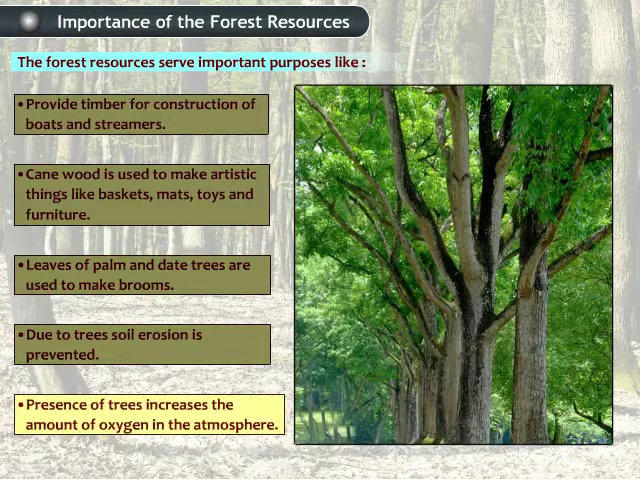 Importance of the Forest Resources
The forest resources serve important purposes like :
•Provide timber for construction of
boats and streamers.
•Cane wood is used to make artistic
things like baskets, mats, toys and
furniture.
•Leaves of palm and date trees are
used to make brooms.
•Due to trees soil erosion is
prevented.
•Presence of trees increases the
amount of oxygen in the atmosphere.